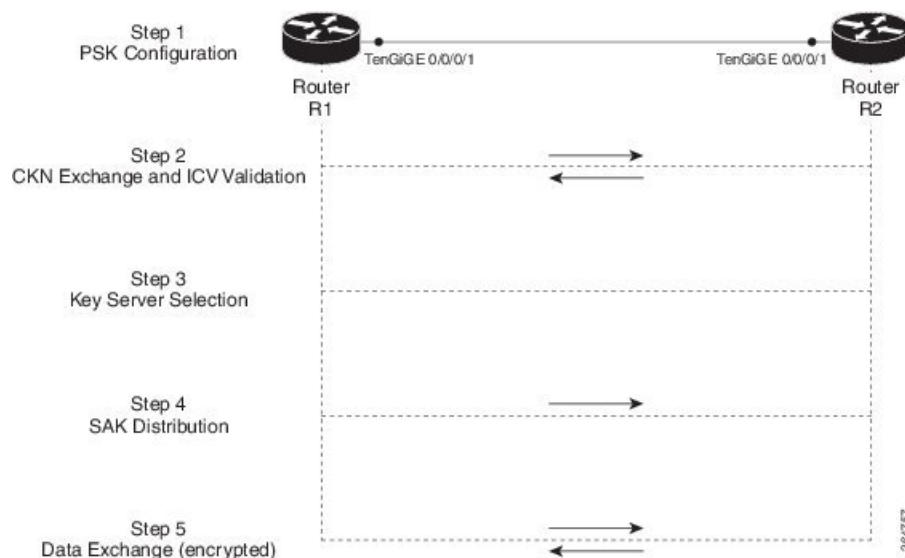 Step 1
PSK Configuration
TenGiGE 0/0/0/1
TenGiGE 0/0/0/1
Router
R1
Router
R2
Step 2
CKN Exchange and ICV Validation
Step 3
Key Server Selection
Step 4
SAK Distribution
Step 5
Data Exchange (encrypted)